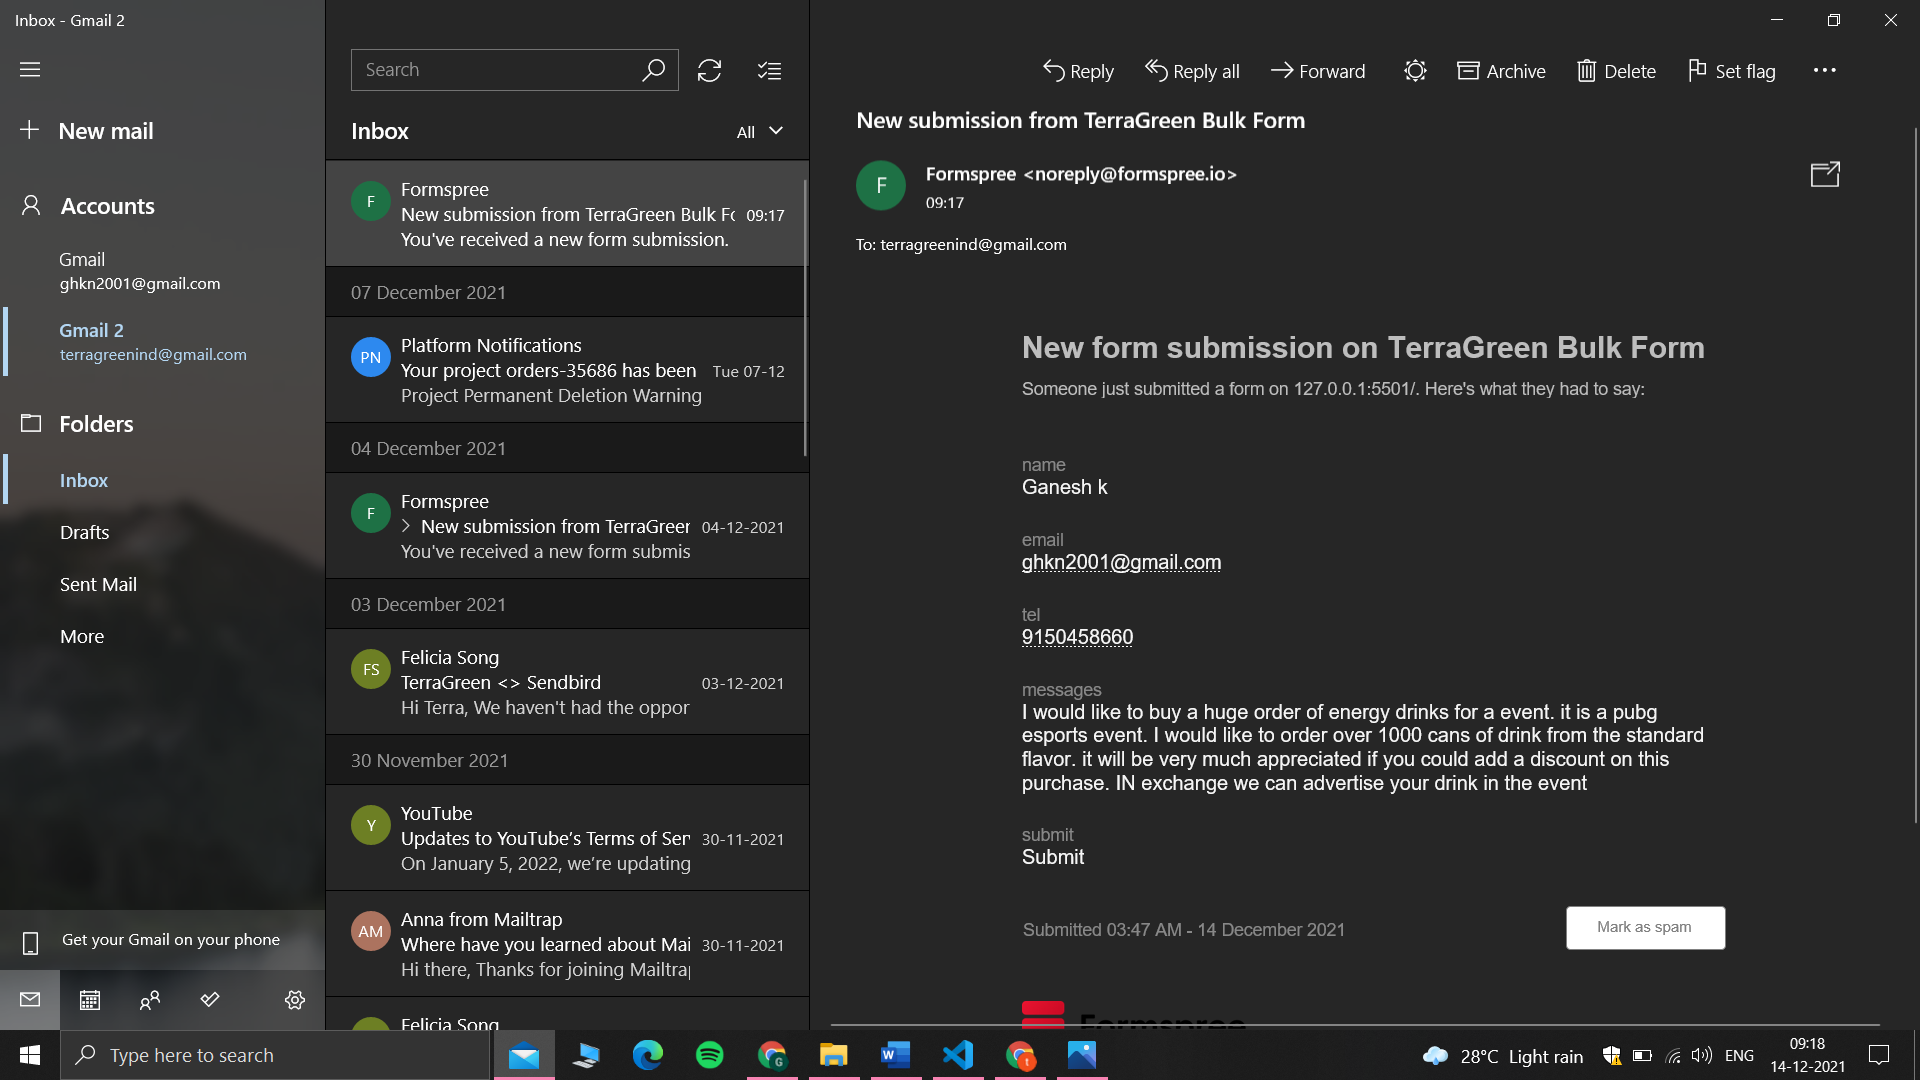 Inbox - Gmail 2
New mail
Accounts
Gmail
ghkn2001@gmail.com
Gmail 2
terragreenind@gmail.com
Folders
Inbox
Drafts
Sent Mail
More
Get your Gmail on your phone
Search
Inbox
All
F
Formspree
New submission from TerraGreen Bulk Fo 09:17
You've received a new form submission.
07 December 2021
PN
Platform Notifications
Your project orders-35686 has been Tue 07-12
Project Permanent Deletion Warning
04 December 2021
F
Formspree
New submission from TerraGreen 04-12-2021
You've received a new form submis
03 December 2021
FS
Felicia Song
TerraGreen <> Sendbird 03-12-2021
Hi Terra, We haven't had the oppor
30 November 2021
Y
YouTube
Updates to YouTube's Terms of Ser 30-11-2021
On January 5, 2022, we're updating
AM
Anna from Mailtrap
Where have you learned about Mai 30-11-2021
Hi there, Thanks for joining Mailtrap
Felicia Song
Reply Reply all Forward Archive Delete Set flag
New submission from TerraGreen Bulk Form
F
Formspree <noreply@formspree.io>
09:17
To: terragreenind@gmail.com
New form submission on TerraGreen Bulk Form
Someone just submitted a form on 127.0.0.1:5501/. Here's what they had to say:
name
Ganesh k
email
ghkn2001@gmail.com
tel
9150458660
messages
I would like to buy a huge order of energy drinks for a event. it is a pubg
esports event. I would like to order over 1000 cans of drink from the standard
flavor. it will be very much appreciated if you could add a discount on this
purchase. IN exchange we can advertise your drink in the event
submit
Submit
Submitted 03:47 AM - 14 December 2021
Mark as spam
Formspree
Type here to search
28°C Light rain
ENG
09:18
14-12-2021